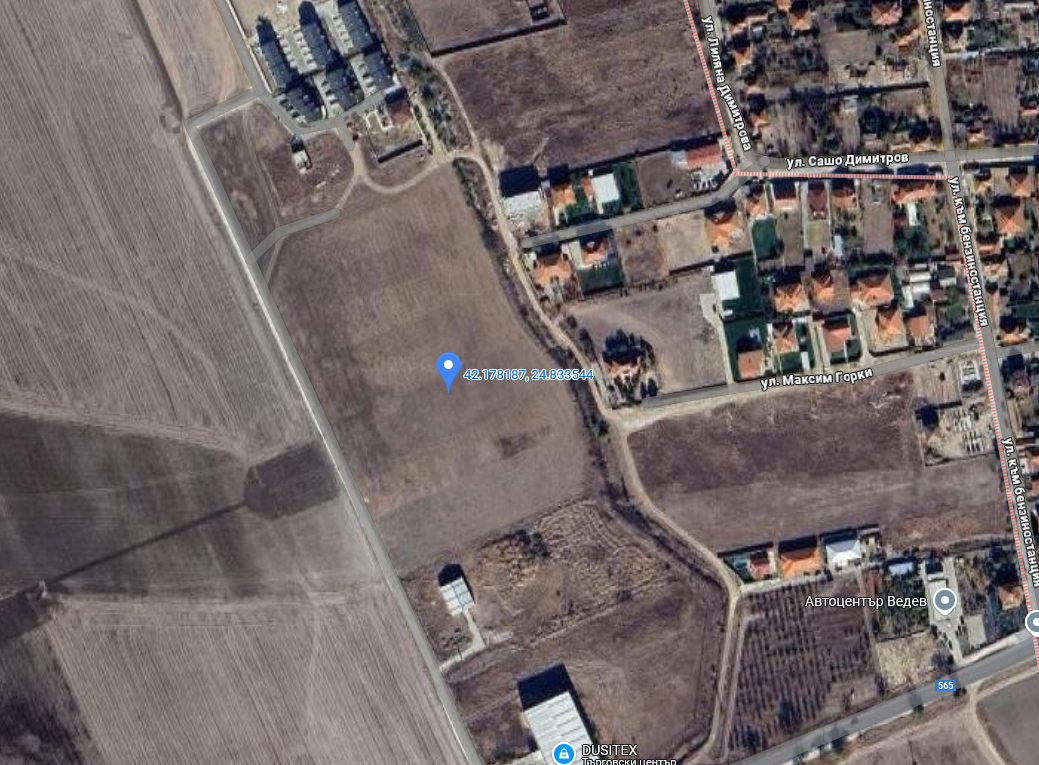 ул. Лиляна Димитрова
ул. Сашо Димитров
ул. към бензиностанция
42.178187, 24.833544
ул. Максим Горки
ул. към бензиностанция
Автоцентър Ведев
565
DUSITEX
Търговски център